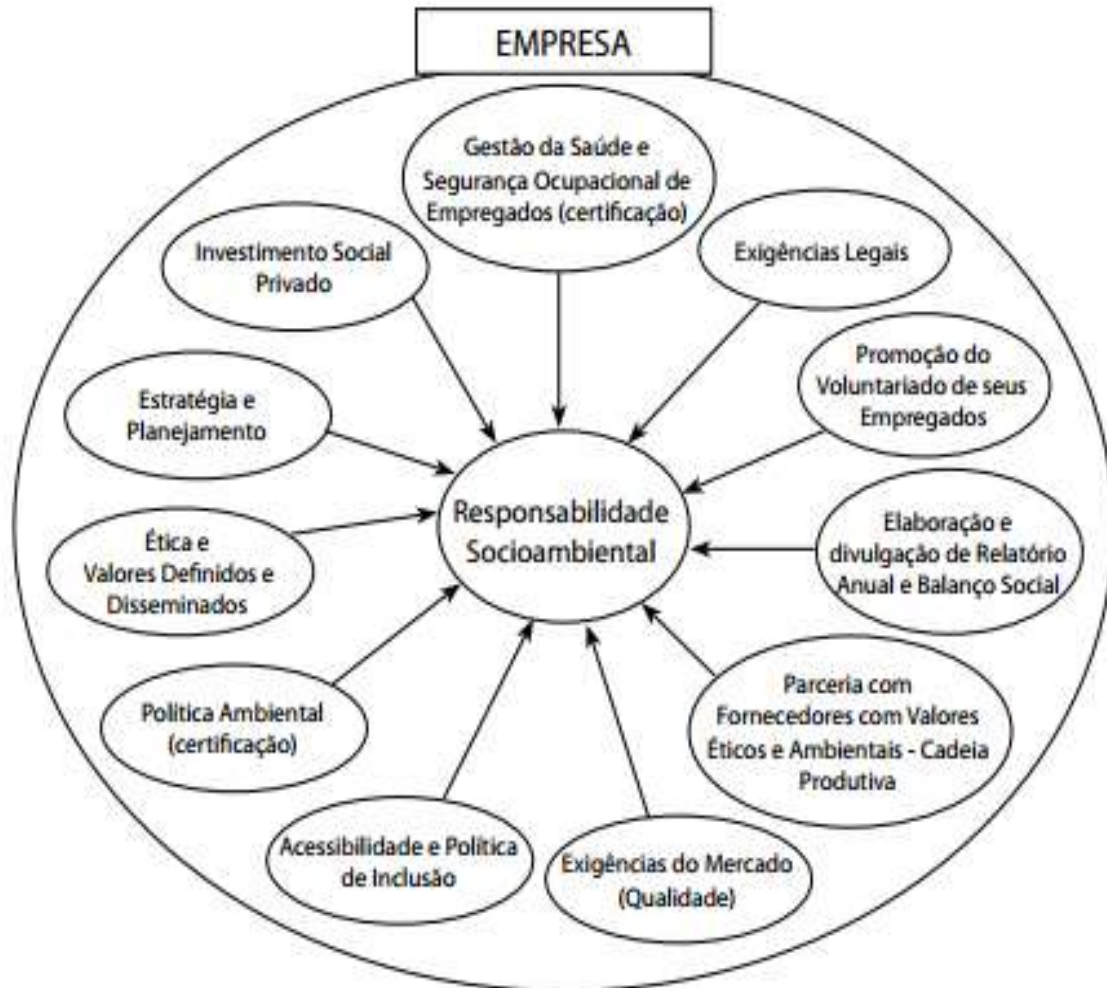 EMPRESA
Gestão da Saúde e
Segurança Ocupacional de
Empregados (certificação)
Investimento Social
Privado
Exigências Legais
Promoção do
Voluntariado de seus
Empregados
Estratégia e
Planejamento
Responsabilidade
Socioambiental
Elaboração e
divulgação de Relatório
Anual e Balanço Social
Ética e
Valores Definidos e
Disseminados
Parceria com
Fornecedores com Valores
Éticos e Ambientais - Cadeia
Produtiva
Política Ambiental
(certificação)
Acessibilidade e Política
de Inclusão
Exigências do Mercado
(Qualidade)